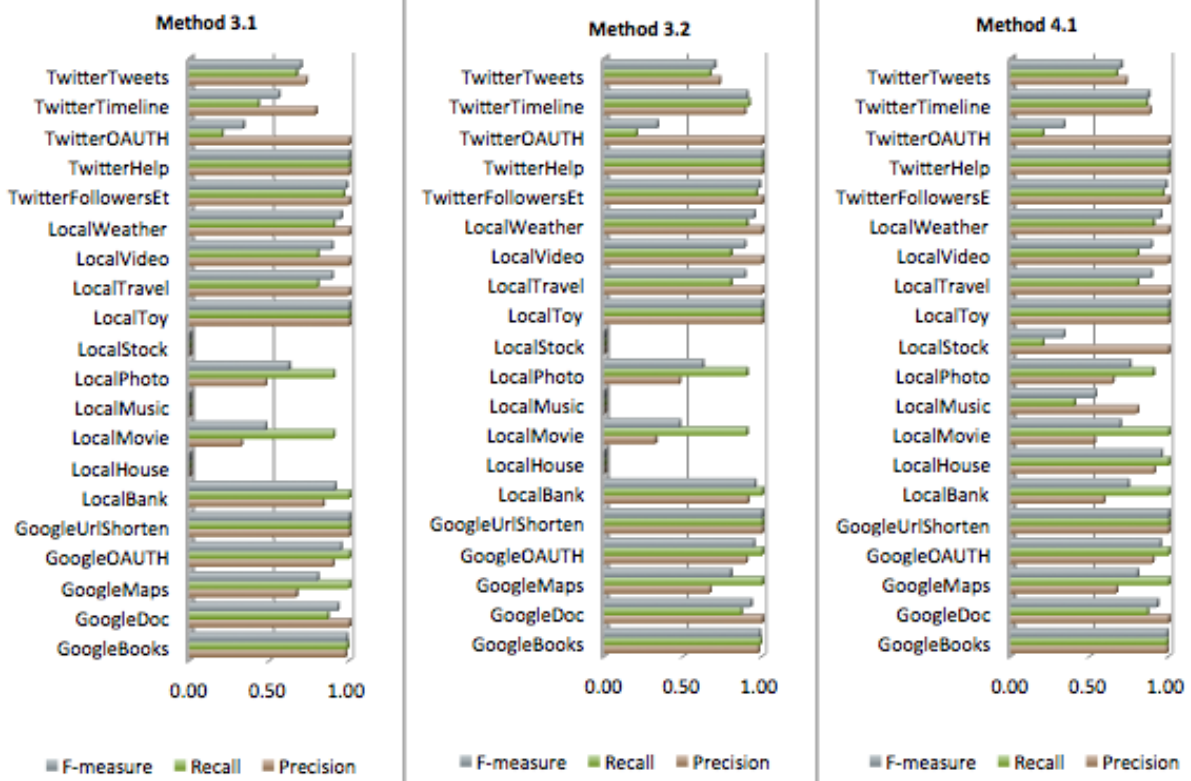 Method 3.1
TwitterTweets
TwitterTimeline
TwitterOAUTH
TwitterHelp
TwitterFollowersEt
LocalWeather
LocalVideo
LocalTravel
LocalToy
LocalStock
LocalPhoto
LocalMusic
LocalMovie
LocalHouse
LocalBank
GoogleUrlShorten
GoogleOAUTH
GoogleMaps
GoogleDoc
GoogleBooks
0.00 0.50 1.00
F-measure Recall Precision
Method 3.2
TwitterTweets
TwitterTimeline
TwitterOAUTH
TwitterHelp
TwitterFollowersEt
LocalWeather
LocalVideo
LocalTravel
LocalToy
LocalStock
LocalPhoto
LocalMusic
LocalMovie
LocalHouse
LocalBank
GoogleUrlShorten
GoogleOAUTH
GoogleMaps
GoogleDoc
GoogleBooks
0.00 0.50 1.00
F-measure Recall Precision
Method 4.1
TwitterTweets
TwitterTimeline
TwitterOAUTH
TwitterHelp
TwitterFollowersE
LocalWeather
LocalVideo
LocalTravel
LocalToy
LocalStock
LocalPhoto
LocalMusic
LocalMovie
LocalHouse
LocalBank
GoogleUrlShorten
GoogleOAUTH
GoogleMaps
GoogleDoc
GoogleBooks
0.00 0.50 1.00
F-measure Recall Precision